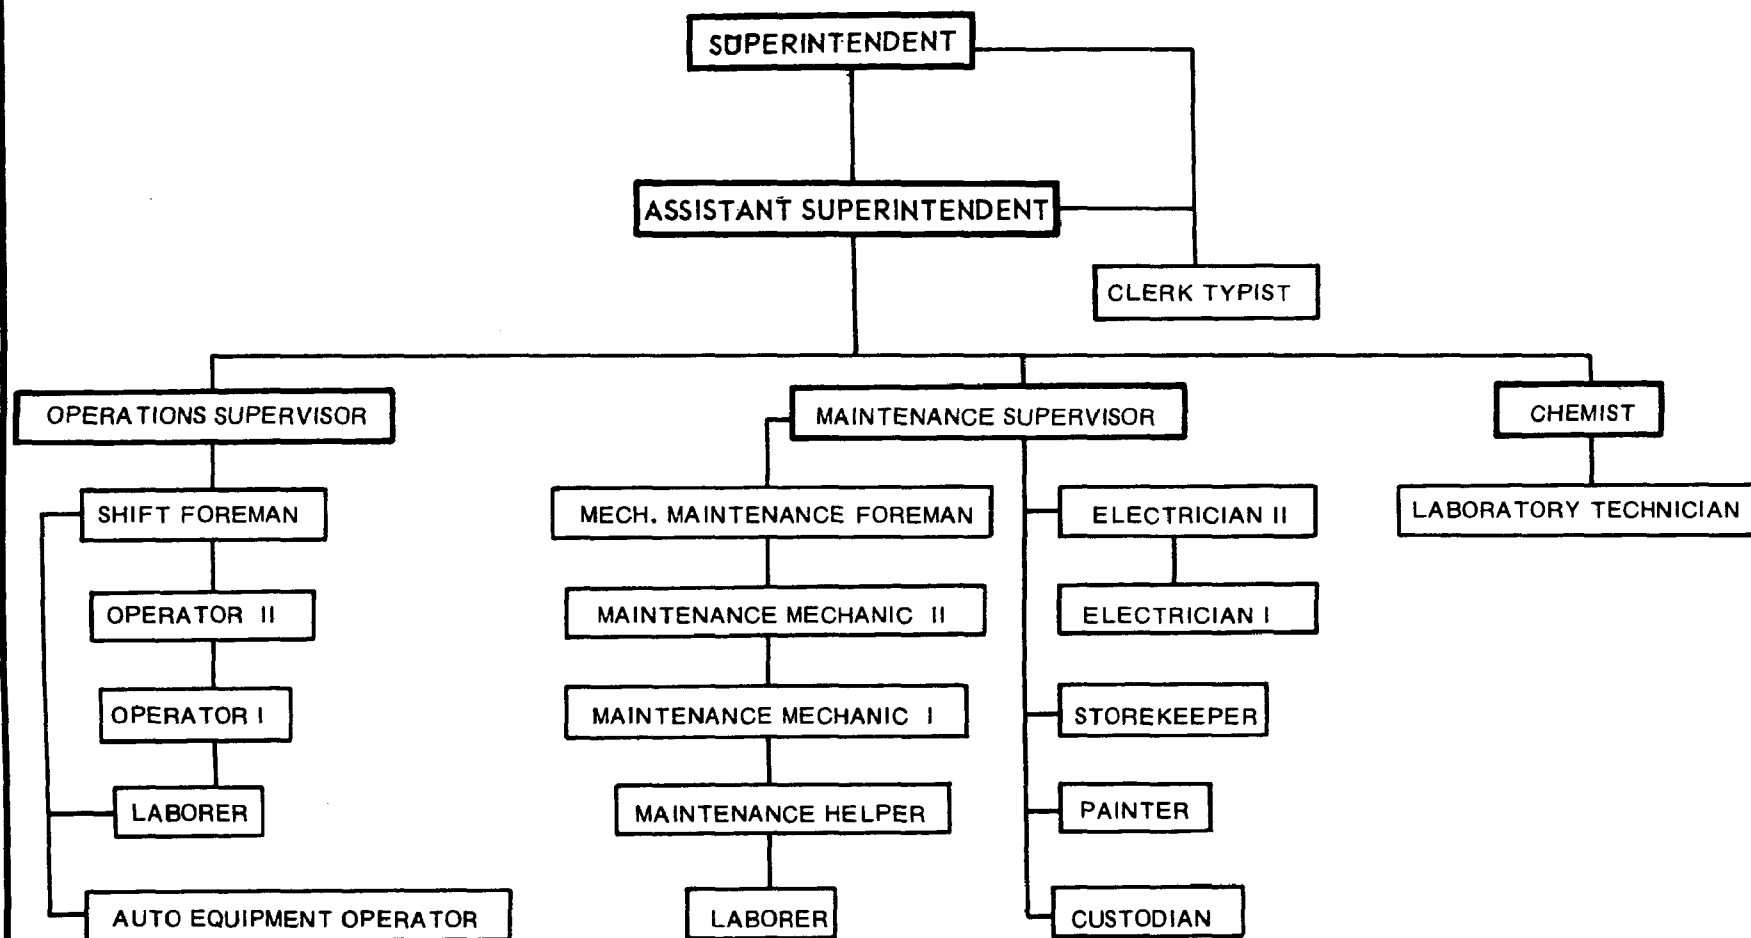 SUPERINTENDENT
ASSISTANT SUPERINTENDENT
CLERK TYPIST
OPERATIONS SUPERVISOR
MAINTENANCE SUPERVISOR
CHEMIST
SHIFT FOREMAN
MECH. MAINTENANCE FOREMAN
ELECTRICIAN II
LABORATORY TECHNICIAN
OPERATOR II
MAINTENANCE MECHANIC II
ELECTRICIAN I
OPERATOR I
MAINTENANCE MECHANIC I
STOREKEEPER
LABORER
MAINTENANCE HELPER
PAINTER
AUTO EQUIPMENT OPERATOR
LABORER
CUSTODIAN